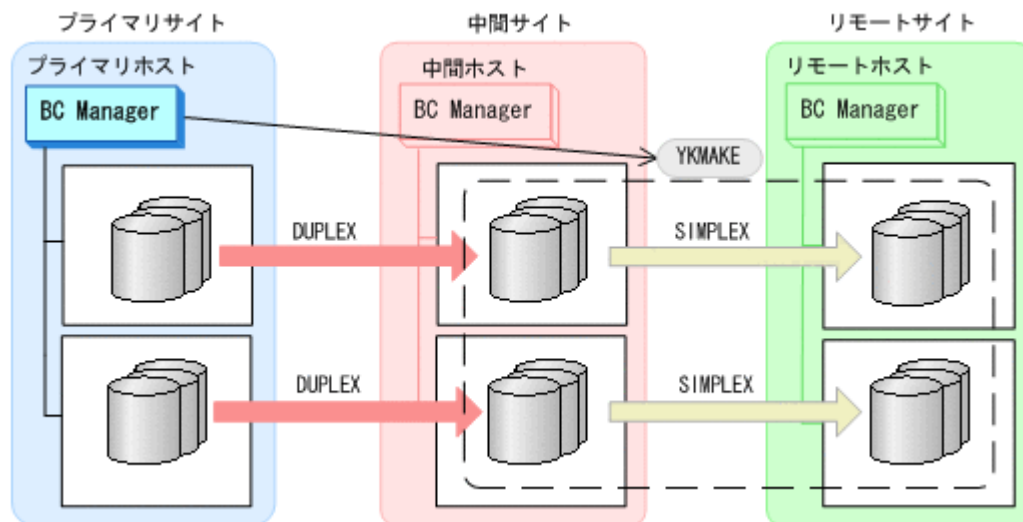 プライマリサイト
中間サイト
リモートサイト
プライマリホスト
中間ホスト
リモートホスト
BC Manager
BC Manager
BC Manager
YKMAKE
DUPLEX
SIMPLEX
DUPLEX
SIMPLEX